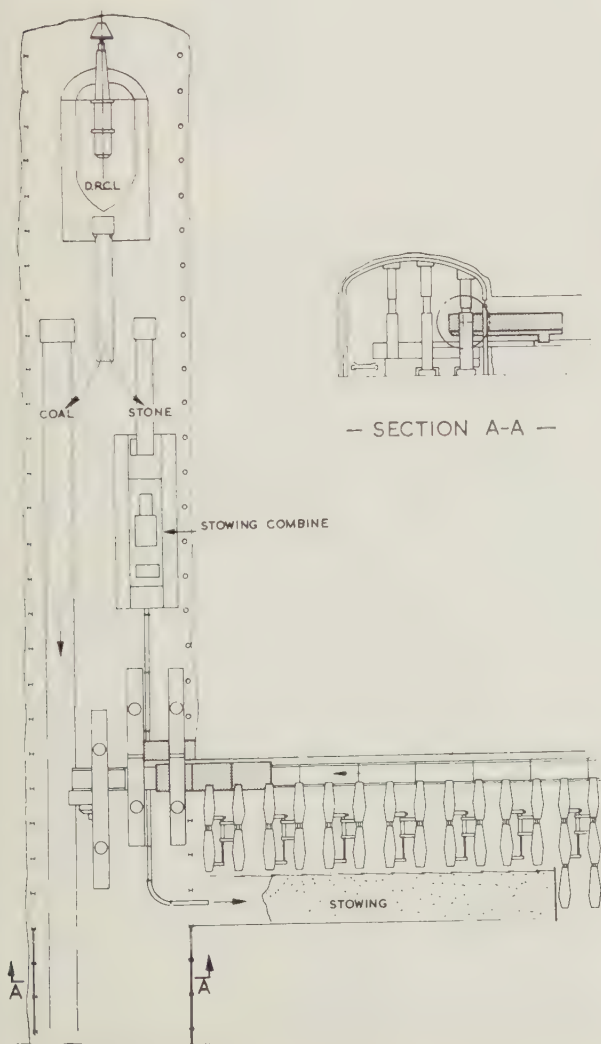 D.R.C.L
COAL
STONE
— SECTION A-A —
STOWING COMBINE
STOWING
A
A